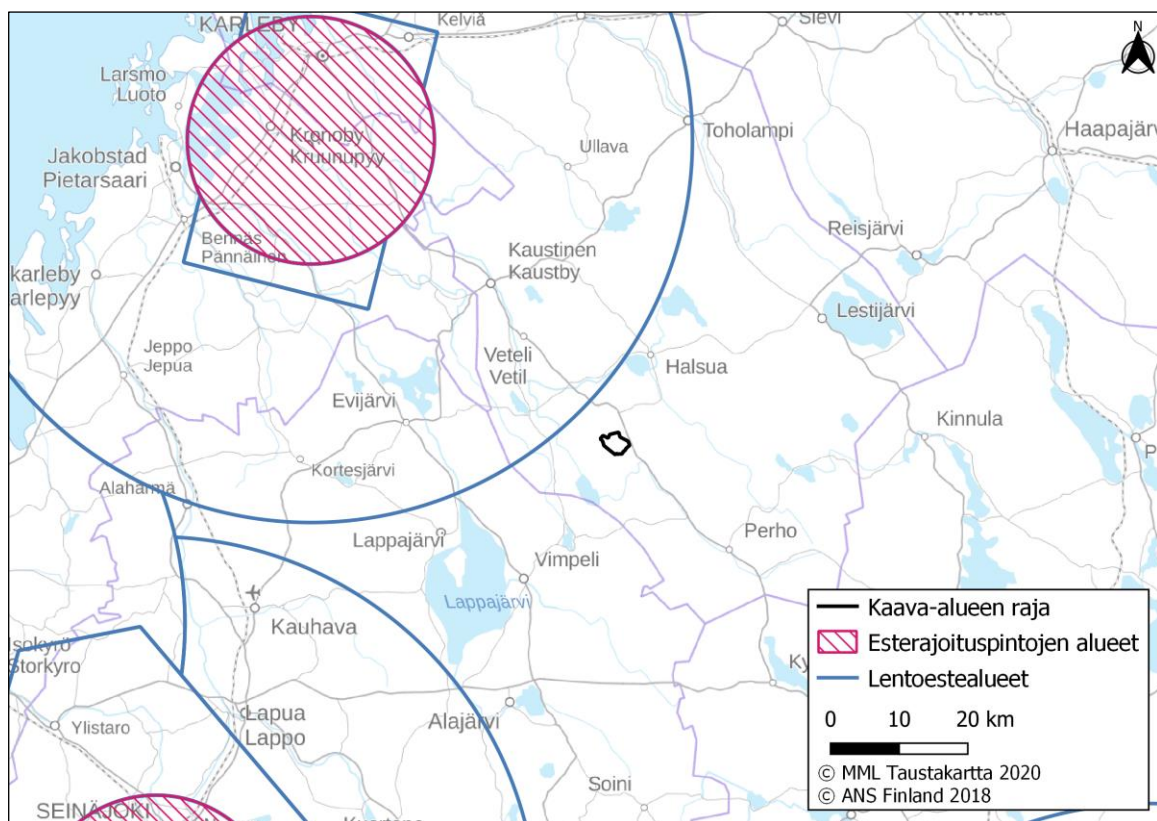 KARLEBY
Kelviä
Sievi
Nivala
N
Larsmo
Luoto
Kronoby
Kruunupyy
Jakobstad
Pietarsaari
Ullava
Toholampi
Haapajärv
Bennäs
Pännäinen
Kaustinen
Kaustby
Reisjärvi
karleby
arlepyy
Lestijärvi
Jeppo
Jepua
Veteli
Vetil
Halsua
Evijärvi
Kinnula
Kortesjärvi
Alahärmä
Lappajärvi
Vimpeli
Perho
Lappajärvi
Kauhava
Isokyrö
Storkyro
Ylistaro
Lapua
Lappo
Alajärvi
Ky
Soini
SEINÄJOKI
P
Kaava-alueen raja
Esterajoituspintojen alueet
Lentoestealueet
0 10 20 km
© MML Taustakartta 2020
© ANS Finland 2018